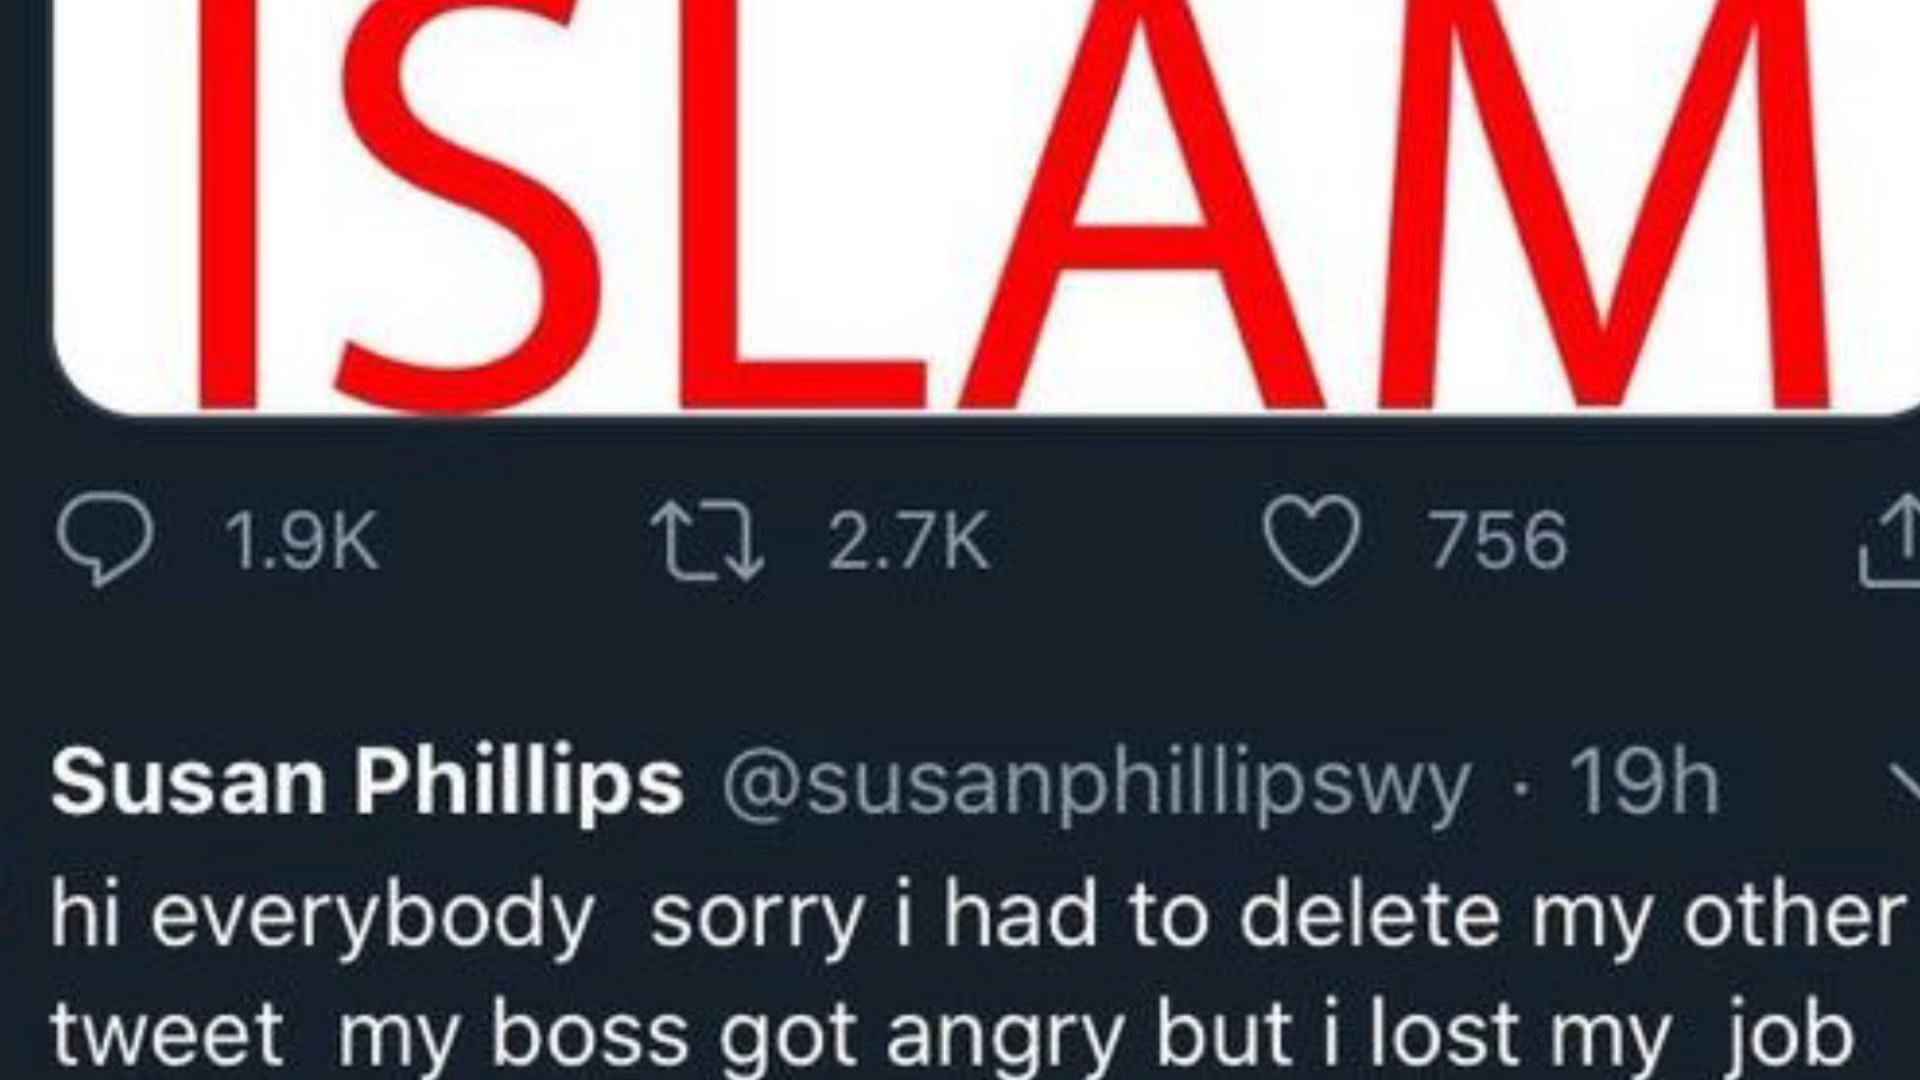 ISLAM
1.9K 2.7K 756
Susan Phillips @susanphillipswy · 19h
hi everybody  sorry i had to delete my other
tweet  my boss got angry but i lost my  job